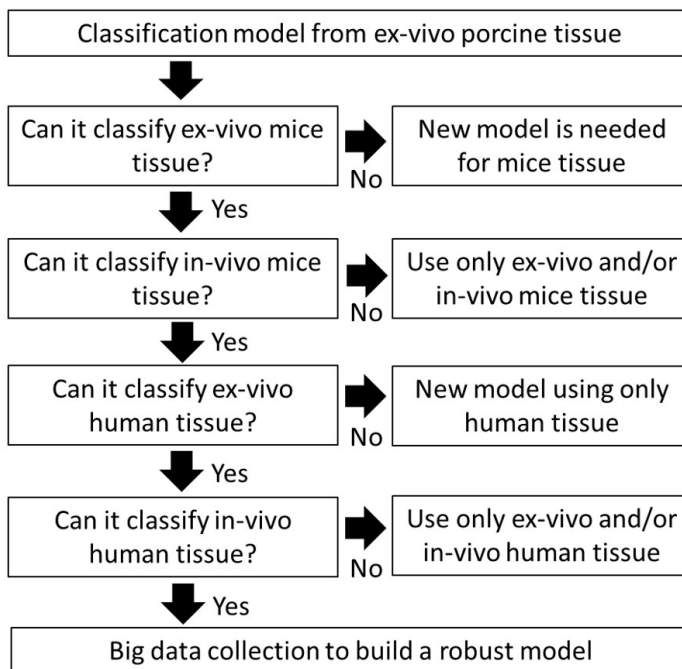 Classification model from ex-vivo porcine tissue
Can it classify ex-vivo mice
tissue?
No
New model is needed
for mice tissue
Yes
Can it classify in-vivo mice
tissue?
No
Use only ex-vivo and/or
in-vivo mice tissue
Yes
Can it classify ex-vivo
human tissue?
No
New model using only
human tissue
Yes
Can it classify in-vivo
human tissue?
No
Use only ex-vivo and/or
in-vivo human tissue
Yes
Big data collection to build a robust model